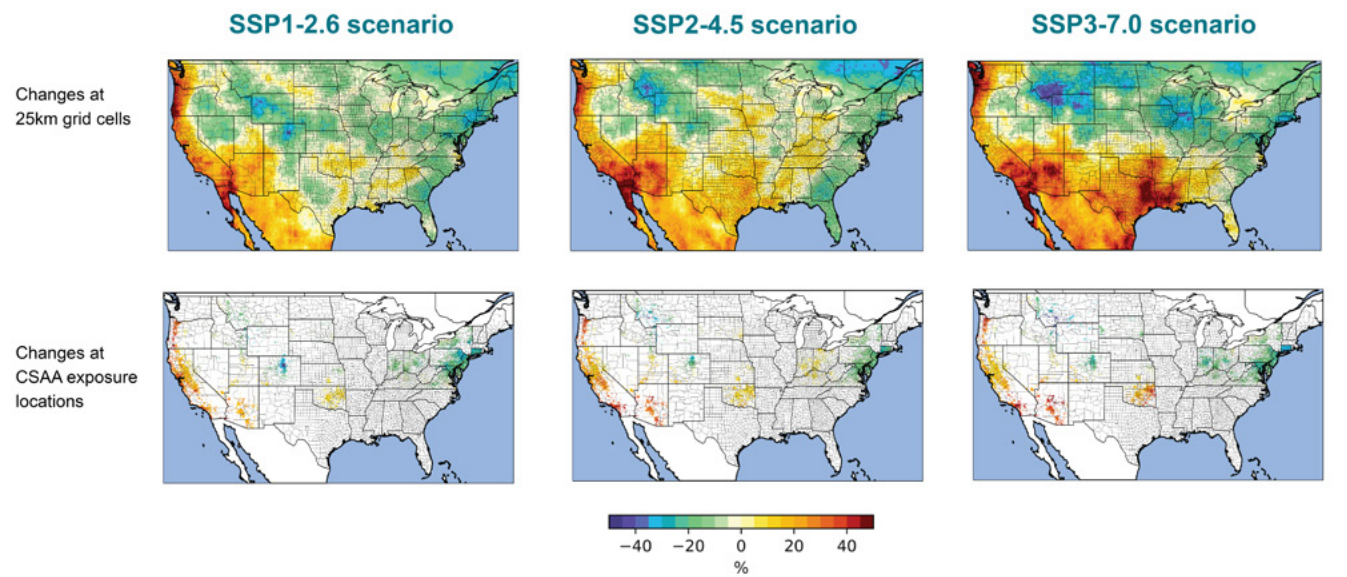 SSP1-2.6 scenario
SSP2-4.5 scenario
SSP3-7.0 scenario
Changes at
25km grid cells
Changes at
CSAA exposure
locations
−40 −20 0 20 40
%